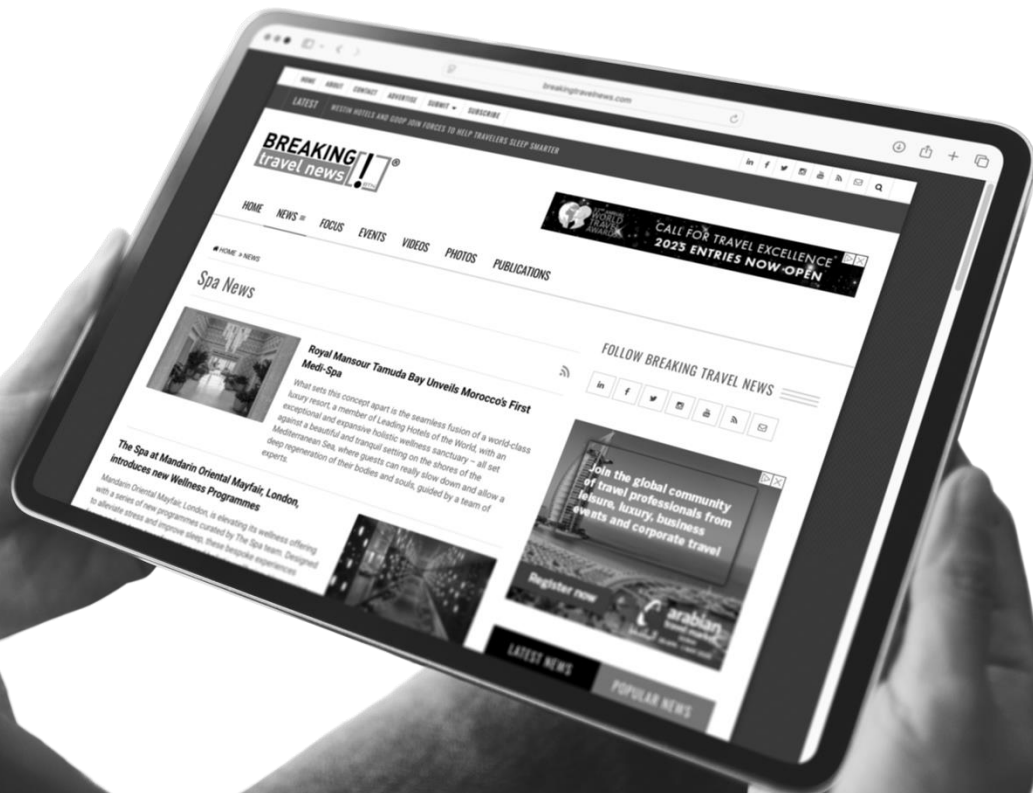 breakingtravelnews.com
HOME ABOUT CONTACT ADVERTISE SUBMIT SUBSCRIBE
LATEST WESTIN HOTELS AND GOOP JOIN FORCES TO HELP TRAVELERS SLEEP SMARTER
BREAKING
travel news
HOME NEWS FOCUS EVENTS VIDEOS PHOTOS PUBLICATIONS
WORLD
TRAVEL
AWARDS
CALL FOR TRAVEL EXCELLENCE
2025 ENTRIES NOW OPEN
HOME > NEWS
Spa News
Royal Mansour Tamuda Bay Unveils Morocco's First
Medi-Spa
What sets this concept apart is the seamless fusion of a world-class
luxury resort, a member of Leading Hotels of the World, with an
exceptional and expansive holistic wellness sanctuary – all set
against a beautiful and tranquil setting on the shores of the
Mediterranean Sea, where guests can really slow down and allow a
deep regeneration of their bodies and souls, guided by a team of
experts.
The Spa at Mandarin Oriental Mayfair, London,
introduces new Wellness Programmes
Mandarin Oriental Mayfair, London, is elevating its wellness offering
with a series of new programmes curated by The Spa team. Designed
to alleviate stress and improve sleep, these bespoke experiences
FOLLOW BREAKING TRAVEL NEWS
Join the global community
of travel professionals from
leisure, luxury, business
events and corporate travel
Register now
arabian
travel market
LATEST NEWS
POPULAR NEWS